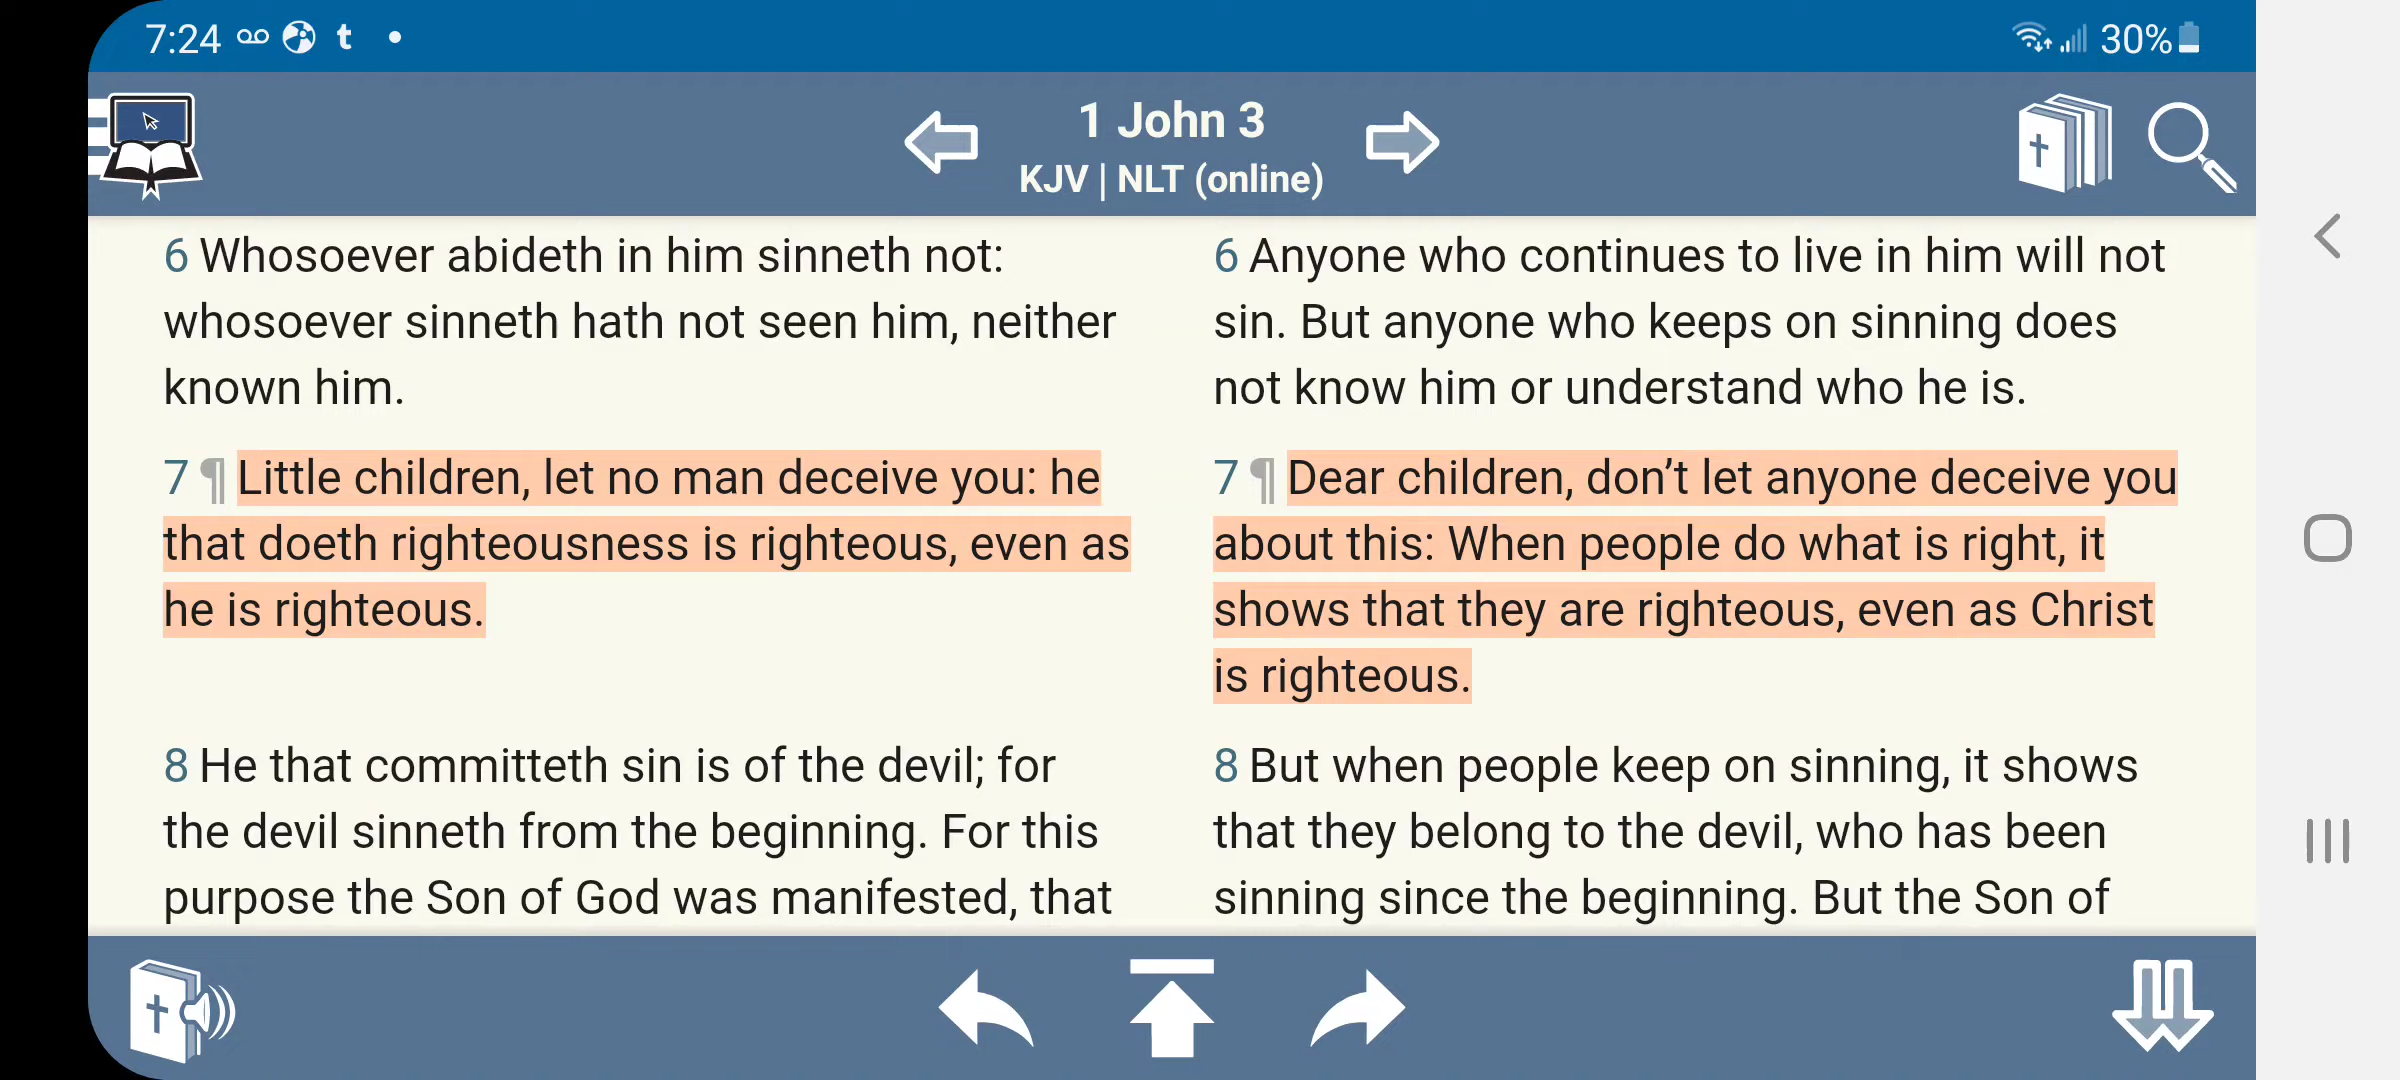 7:24 t 30%
1 John 3
KJV | NLT (online)
6 Whosoever abideth in him sinneth not:
whosoever sinneth hath not seen him, neither
known him.
7 ¶ Little children, let no man deceive you: he
that doeth righteousness is righteous, even as
he is righteous.
8 He that committeth sin is of the devil; for
the devil sinneth from the beginning. For this
purpose the Son of God was manifested, that
6 Anyone who continues to live in him will not
sin. But anyone who keeps on sinning does
not know him or understand who he is.
7 ¶ Dear children, don’t let anyone deceive you
about this: When people do what is right, it
shows that they are righteous, even as Christ
is righteous.
8 But when people keep on sinning, it shows
that they belong to the devil, who has been
sinning since the beginning. But the Son of